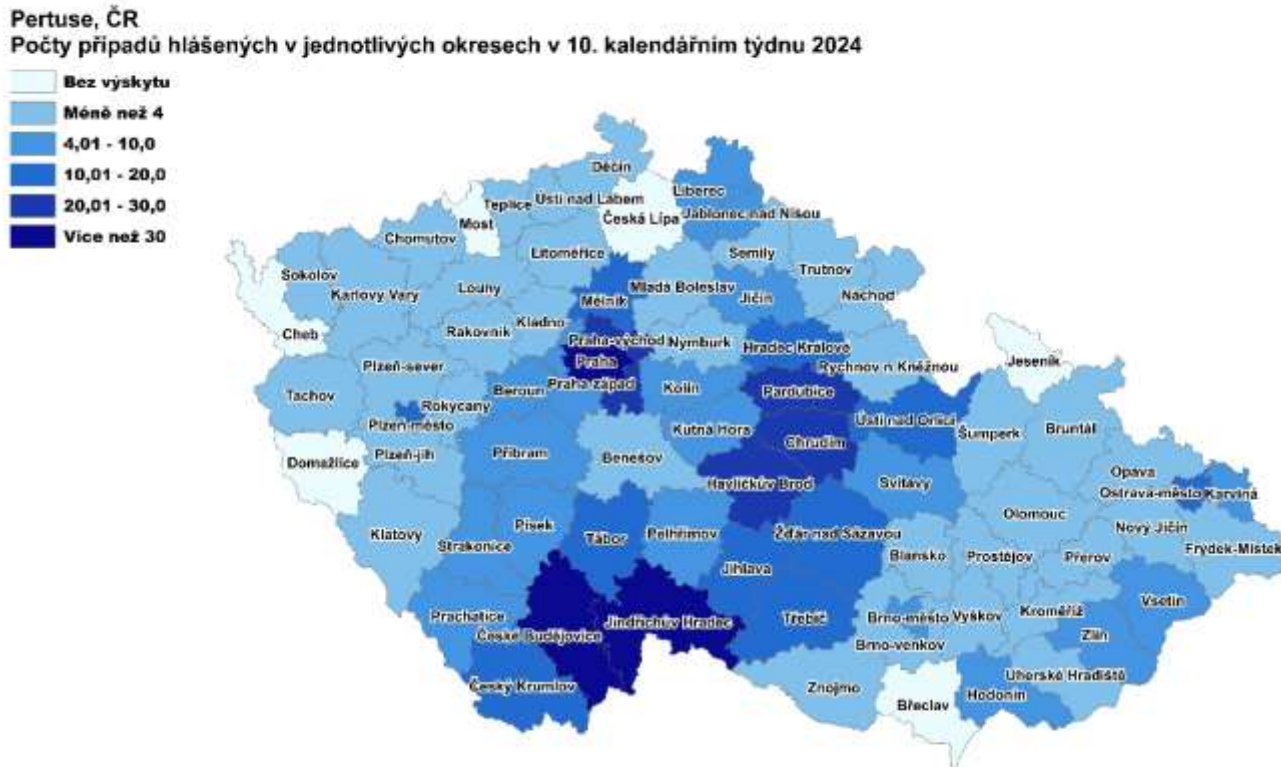 Pertuse, ČR
Počty případů hlášených v jednotlivých okresech v 10. kalendářním týdnu 2024
Bez výskytu
Méně než 4
4,01 - 10,0
10,01 - 20,0
20,01 - 30,0
Více než 30
Děčín
Liberec
Teplice
Ústí nad Labem
Česká Lípa
Jablonec nad Nisou
Most
Chomutov
Litoměřice
Semily
Trutnov
Sokolov
Karlovy Vary
Louny
Mělník
Mladá Boleslav
Jičín
Náchod
Cheb
Rakovník
Kladno
Praha-východ
Nymburk
Hradec Kralove
Praha
Jeseník
Plzeň-sever
Rychnov n Kněžnou
Tachov
Rokycany
Beroun
Praha západ
Kolín
Pardubice
Plzeň-město
Kutná Hora
Ústí nad Orlicí
Chrudim
Šumperk
Bruntál
Domažlice
Plzeň-jih
Příbram
Benešov
Opava
Havlíčkův Brod
Svitavy
Ostrava-město
Karviná
Klatovy
Písek
Olomouc
Nový Jičín
Strakonice
Tábor
Pelhřimov
Žďár nad Sázavou
Blansko
Prostějov
Přerov
Frýdek-Místek
Jihlava
Prachatice
České Budějovice
Jindřichův Hradec
Třebíč
Brno-město
Vyškov
Kroměříž
Vsetín
Zlín
Brno-venkov
Český Krumlov
Znojmo
Uherské Hradiště
Břeclav
Hodonín